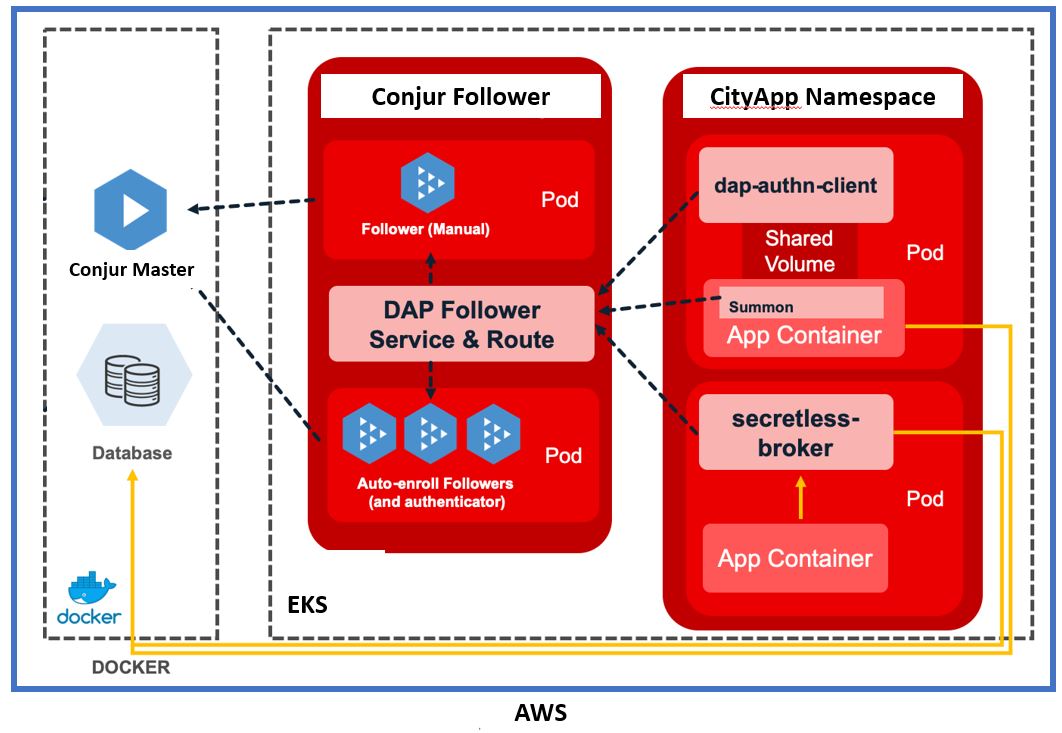 Conjur Follower
CityApp Namespace
Pod
Follower (Manual)
Conjur Master
DAP Follower
Service & Route
dap-authn-client
Shared
Volume
Pod
Summon
App Container
Database
Auto-enroll Followers
(and authenticator)
Pod
secretless-
broker
Pod
App Container
docker
EKS
DOCKER
AWS